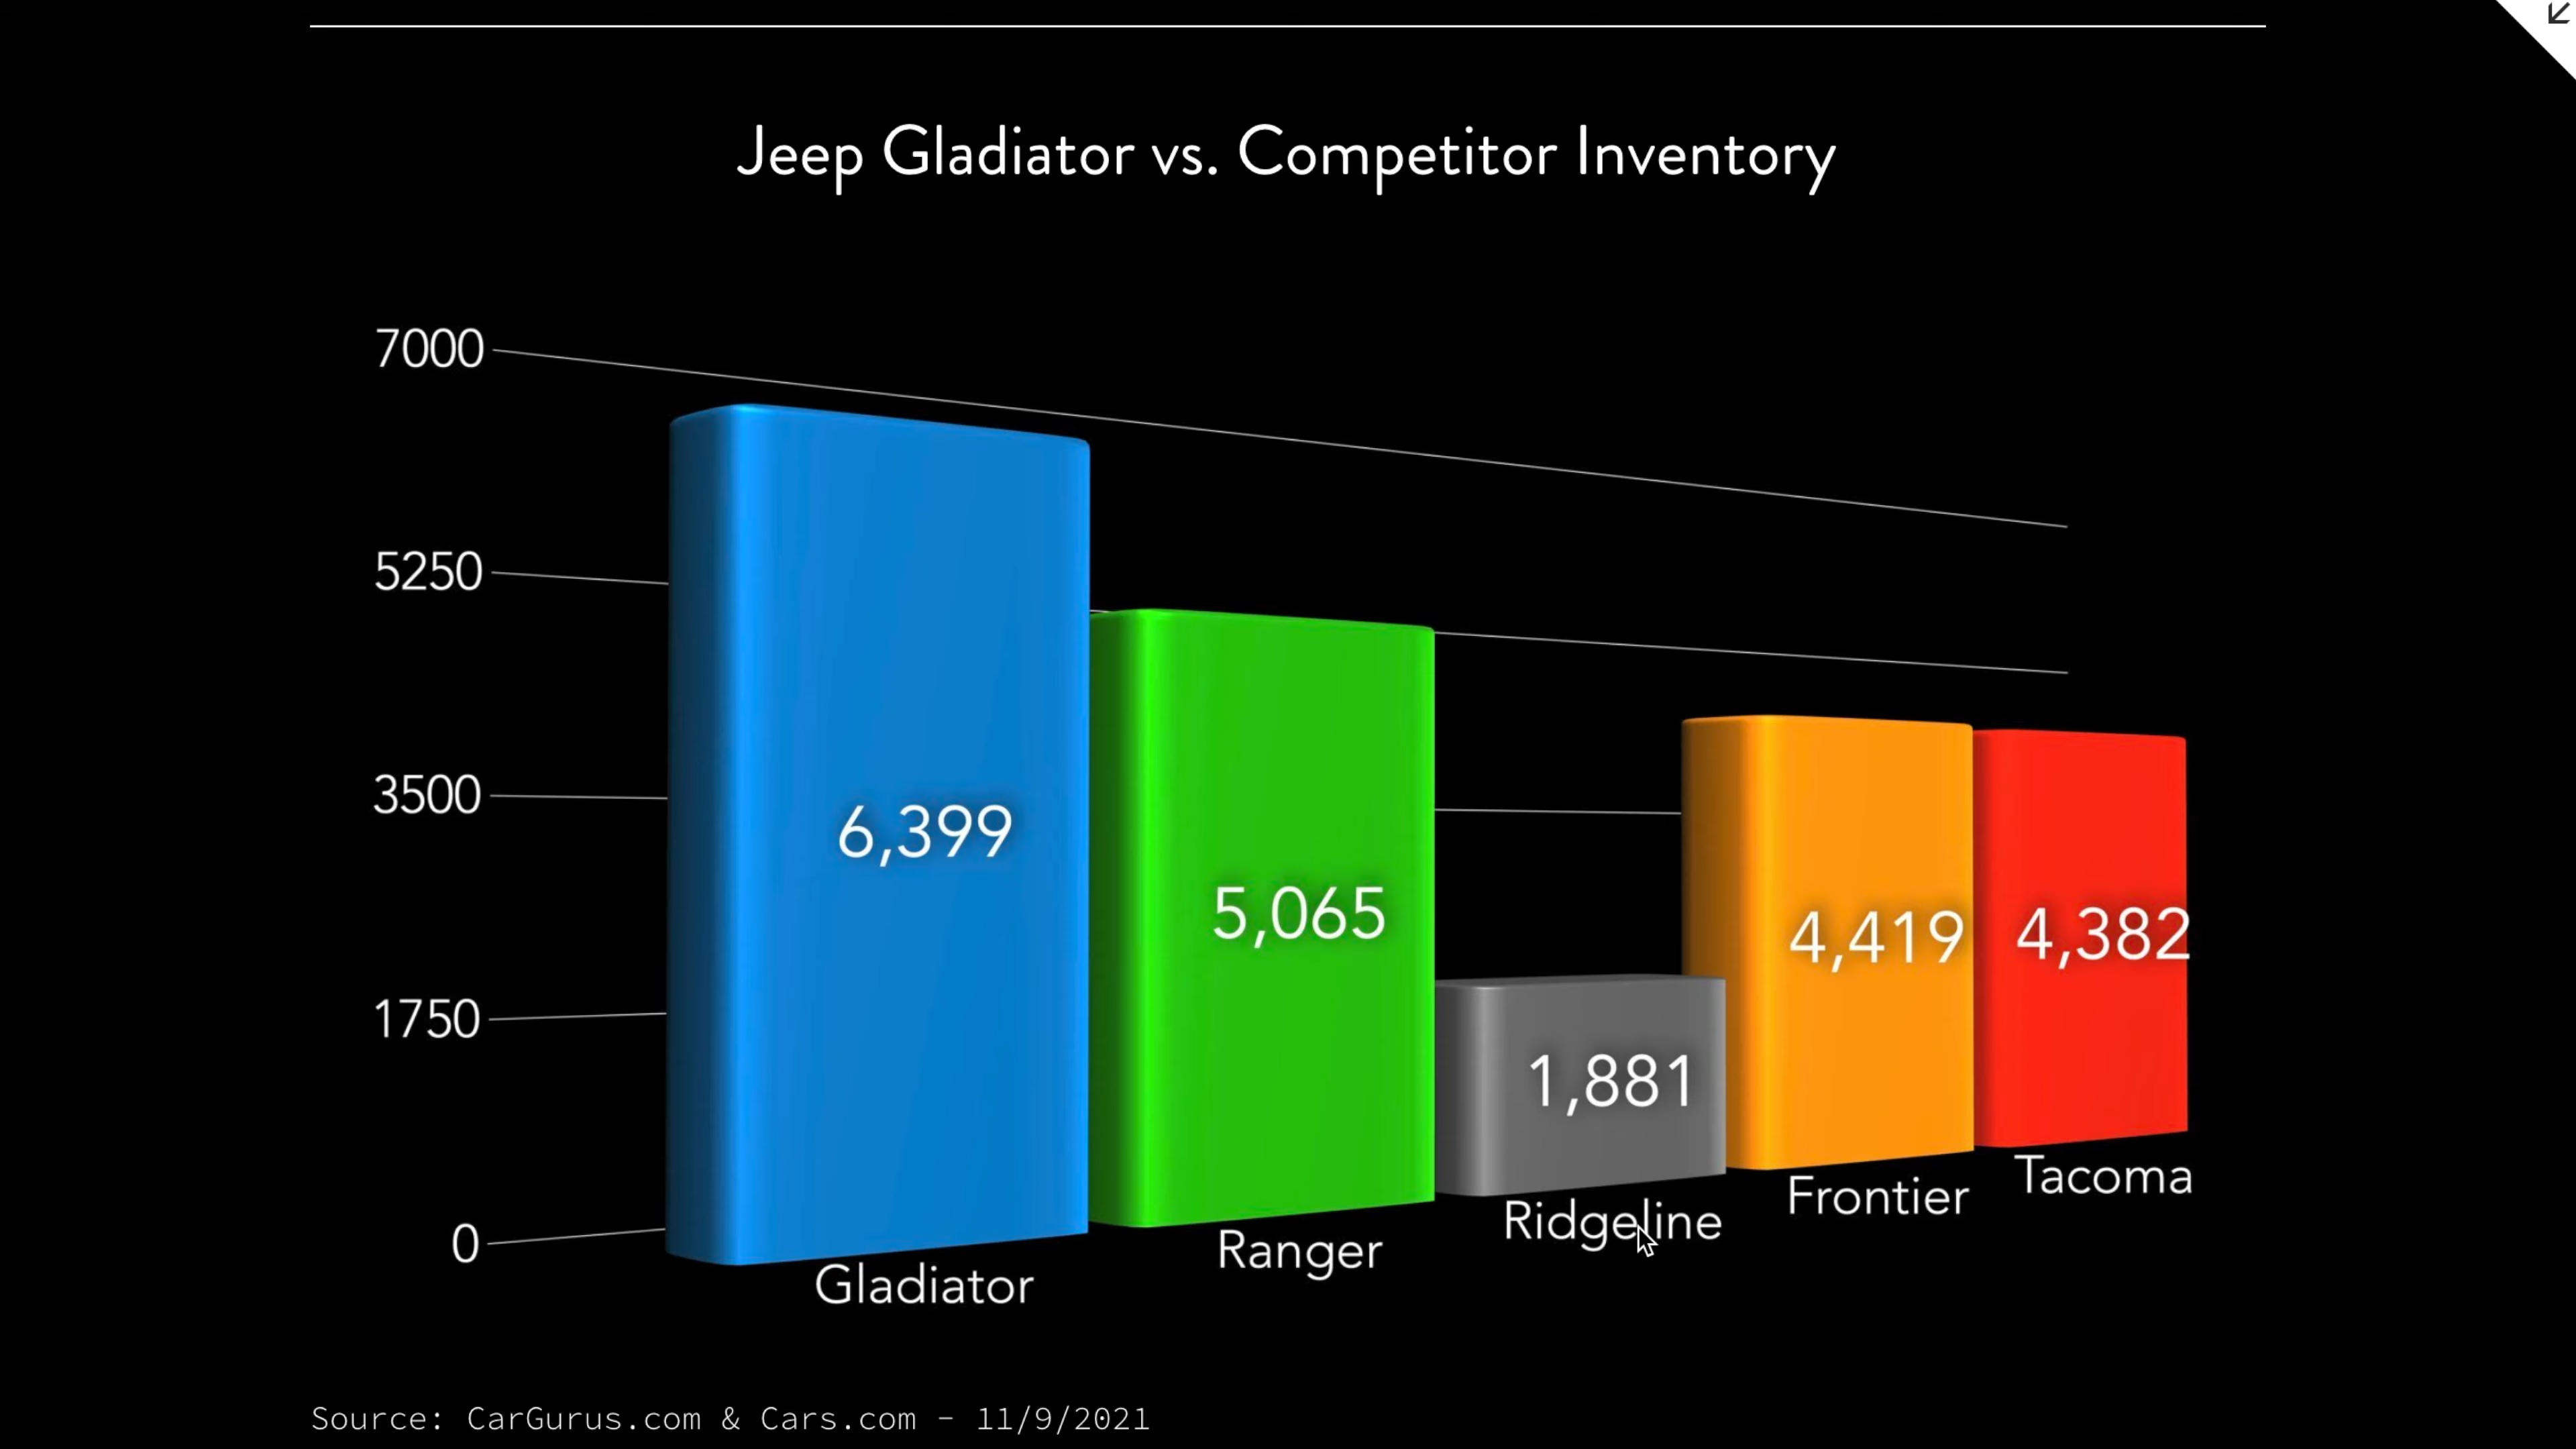 Jeep Gladiator vs. Competitor Inventory
7000
5250
3500
1750
0
6,399
5,065
1,881
4,419
4,382
Gladiator
Ranger
Ridgeline
Frontier
Tacoma
Source: CarGurus.com & Cars.com - 11/9/2021